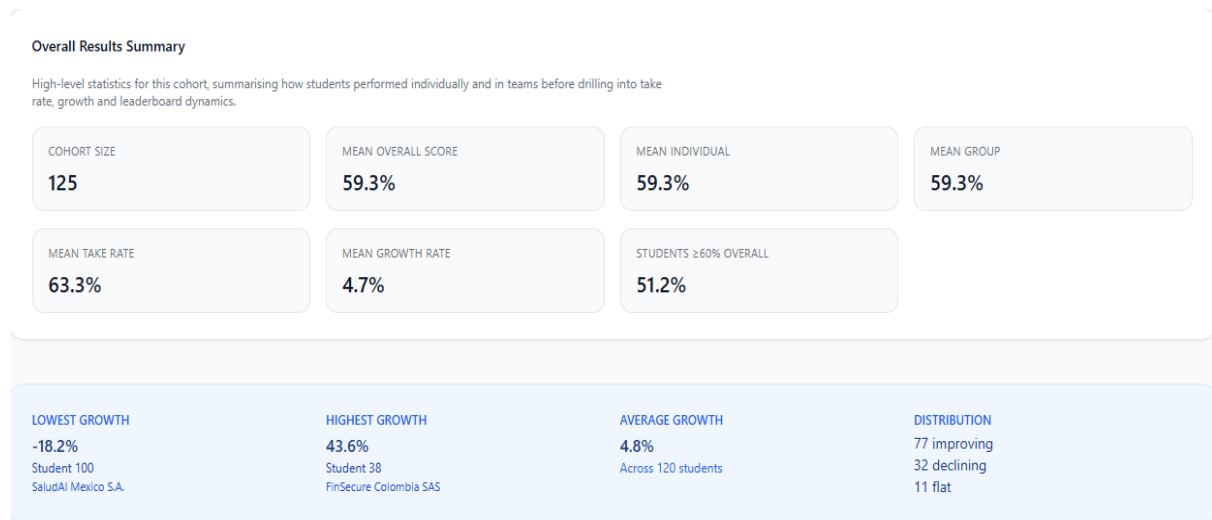 Overall Results Summary
High-level statistics for this cohort, summarising how students performed individually and in teams before drilling into take
rate, growth and leaderboard dynamics.
COHORT SIZE
125
MEAN OVERALL SCORE
59.3%
MEAN INDIVIDUAL
59.3%
MEAN GROUP
59.3%
MEAN TAKE RATE
63.3%
MEAN GROWTH RATE
4.7%
STUDENTS ≥60% OVERALL
51.2%
LOWEST GROWTH
-18.2%
Student 100
SaludAI Mexico S.A.
HIGHEST GROWTH
43.6%
Student 38
FinSecure Colombia SAS
AVERAGE GROWTH
4.8%
Across 120 students
DISTRIBUTION
77 improving
32 declining
11 flat